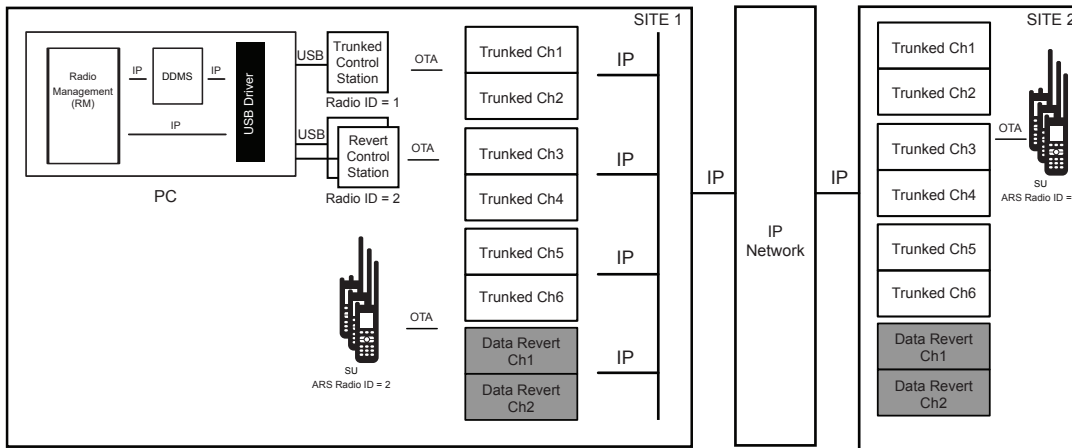 SITE 1
Radio
Management
(RM)
IP
DDMS
IP
IP
USB Driver
PC
USB
Trunked
Control
Station
Radio ID = 1
OTA
USB
Revert
Control
Station
Radio ID = 2
OTA
SU
ARS Radio ID = 2
OTA
Trunked Ch1
Trunked Ch2
Trunked Ch3
Trunked Ch4
Trunked Ch5
Trunked Ch6
Data Revert
Ch1
Data Revert
Ch2
IP
IP
IP
IP
IP
IP
Network
IP
SITE 2
Trunked Ch1
Trunked Ch2
Trunked Ch3
Trunked Ch4
Trunked Ch5
Trunked Ch6
Data Revert
Ch1
Data Revert
Ch2
OTA
SU
ARS Radio ID =